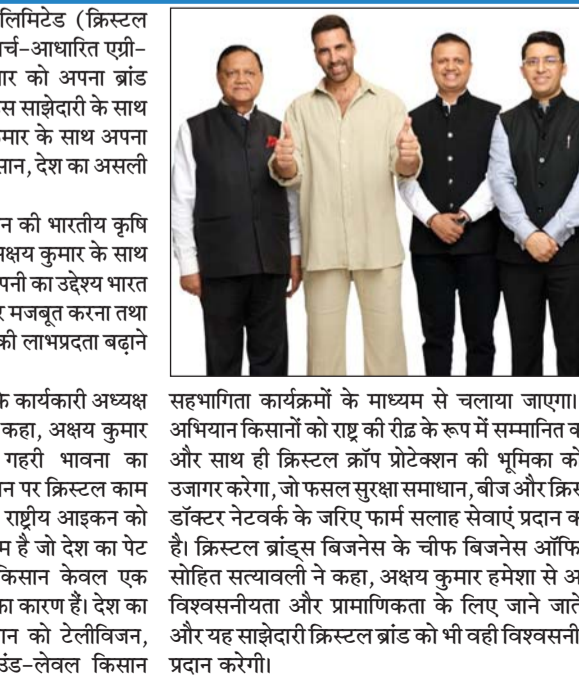 लिमिटेड (क्रिस्टल
र्च-आधारित एग्री-
मार को अपना ब्रांड
स साझेदारी के साथ
कुमार के साथ अपना
सान, देश का असली
न की भारतीय कृषि
अक्षय कुमार के साथ
पनी का उद्देश्य भारत
र मजबूत करना तथा
की लाभप्रदता बढ़ाने
के कार्यकारी अध्यक्ष
कहा, अक्षय कुमार
गहरी भावना का
न पर क्रिस्टल काम
राष्ट्रीय आइकन को
म है जो देश का पेट
किसान केवल एक
का कारण हैं। देश का
न को टेलीविजन,
उंड-लेवल किसान
सहभागिता कार्यक्रमों के माध्यम से चलाया जाएगा।
अभियान किसानों को राष्ट्र की रीढ़ के रूप में सम्मानित क
और साथ ही क्रिस्टल क्रॉप प्रोटेक्शन की भूमिका को
उजागर करेगा, जो फसल सुरक्षा समाधान, बीज और क्रिस
डॉक्टर नेटवर्क के जरिए फार्म सलाह सेवाएं प्रदान क
है। क्रिस्टल ब्रांड्स बिजनेस के चीफ बिजनेस ऑफि
सोहित सत्यावली ने कहा, अक्षय कुमार हमेशा से अ
विश्वसनीयता और प्रामाणिकता के लिए जाने जाते
और यह साझेदारी क्रिस्टल ब्रांड को भी वही विश्वसनी
प्रदान करेगी।